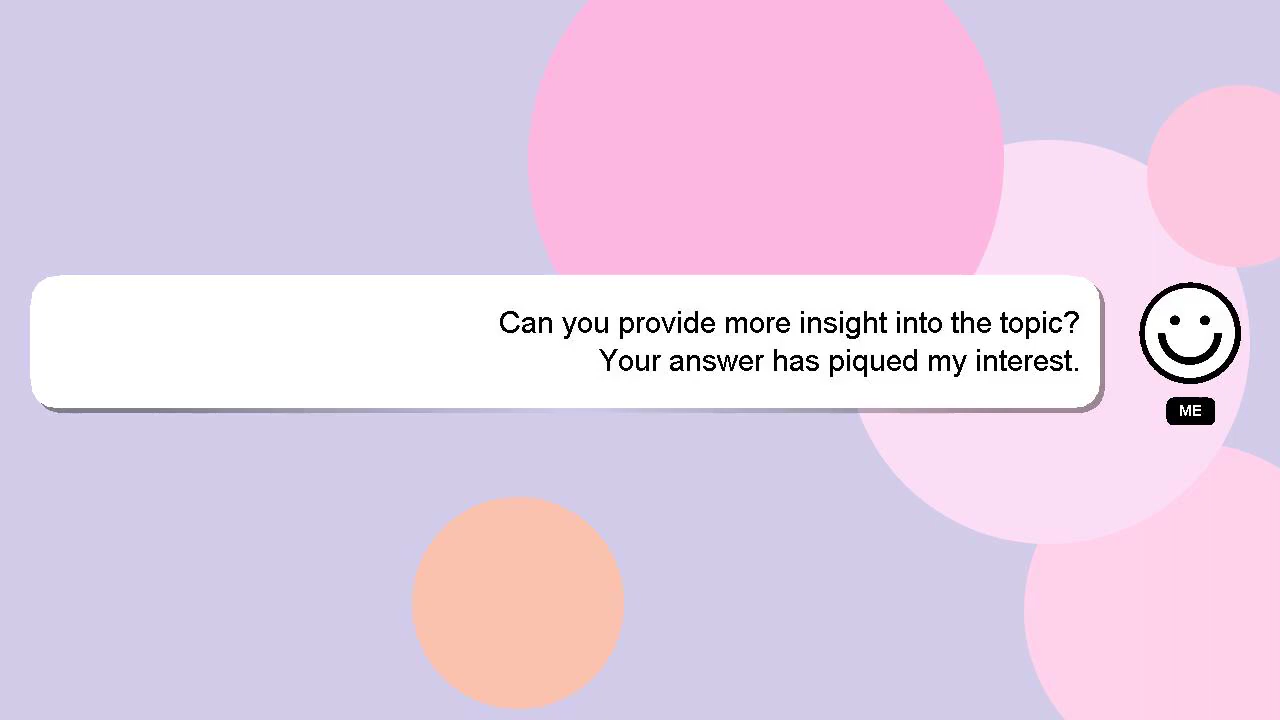 Can you provide more insight into the topic?
Your answer has piqued my interest.
ME